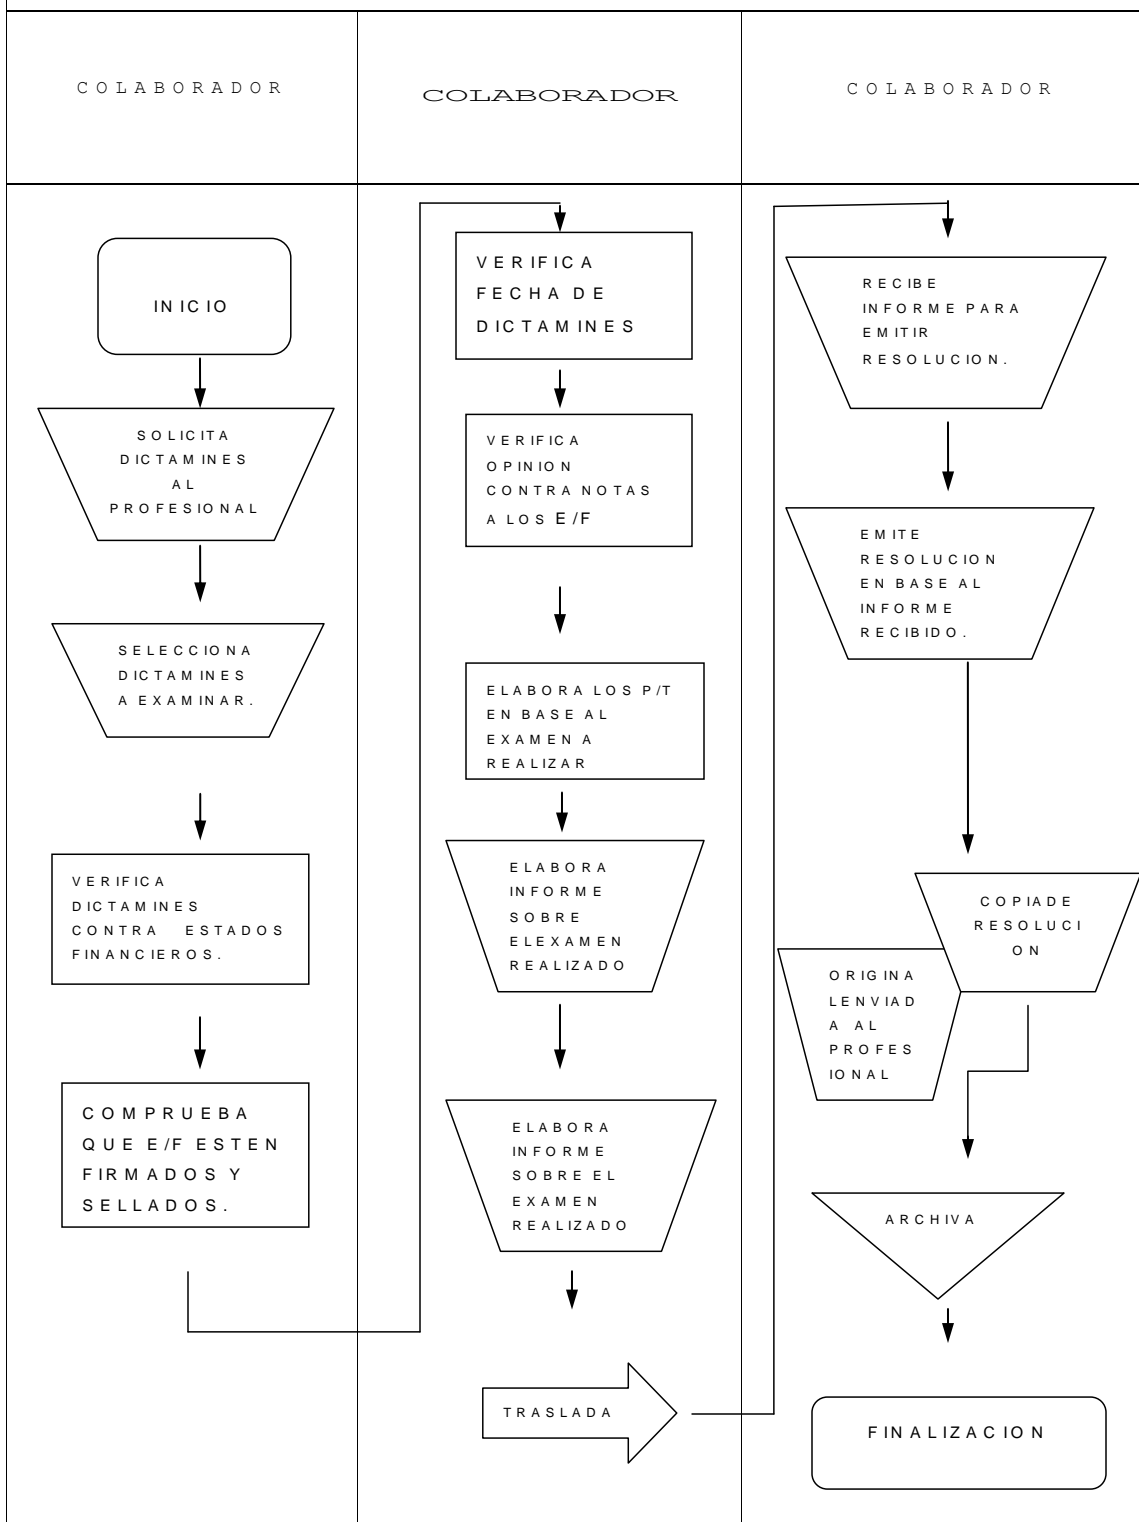 COLABORADOR
COLABORADOR
COLABORADOR
INICIO
SOLICITA
DICTAMINES
AL
PROFESIONAL
SELECCIONA
DICTAMINES
A EXAMINAR.
VERIFICA
DICTAMINES
CONTRA ESTADOS
FINANCIEROS.
COMPRUEBA
QUE E/F ESTEN
FIRMADOS Y
SELLADOS.
VERIFICA
FECHA DE
DICTAMINES
VERIFICA
OPINION
CONTRA NOTAS
A LOS E/F
ELABORA LOS P/T
EN BASE AL
EXAMEN A
REALIZAR
ELABORA
INFORME
SOBRE
ELEXAMEN
REALIZADO
ELABORA
INFORME
SOBRE EL
EXAMEN
REALIZADO
TRASLADA
RECIBE
INFORME PARA
EMITIR
RESOLUCION.
EMITE
RESOLUCION
EN BASE AL
INFORME
RECIBIDO.
COPIADE
RESOLUCI
ON
ORIGINA
LENVIAD
A AL
PROFES
IONAL
ARCHIVA
FINALIZACION